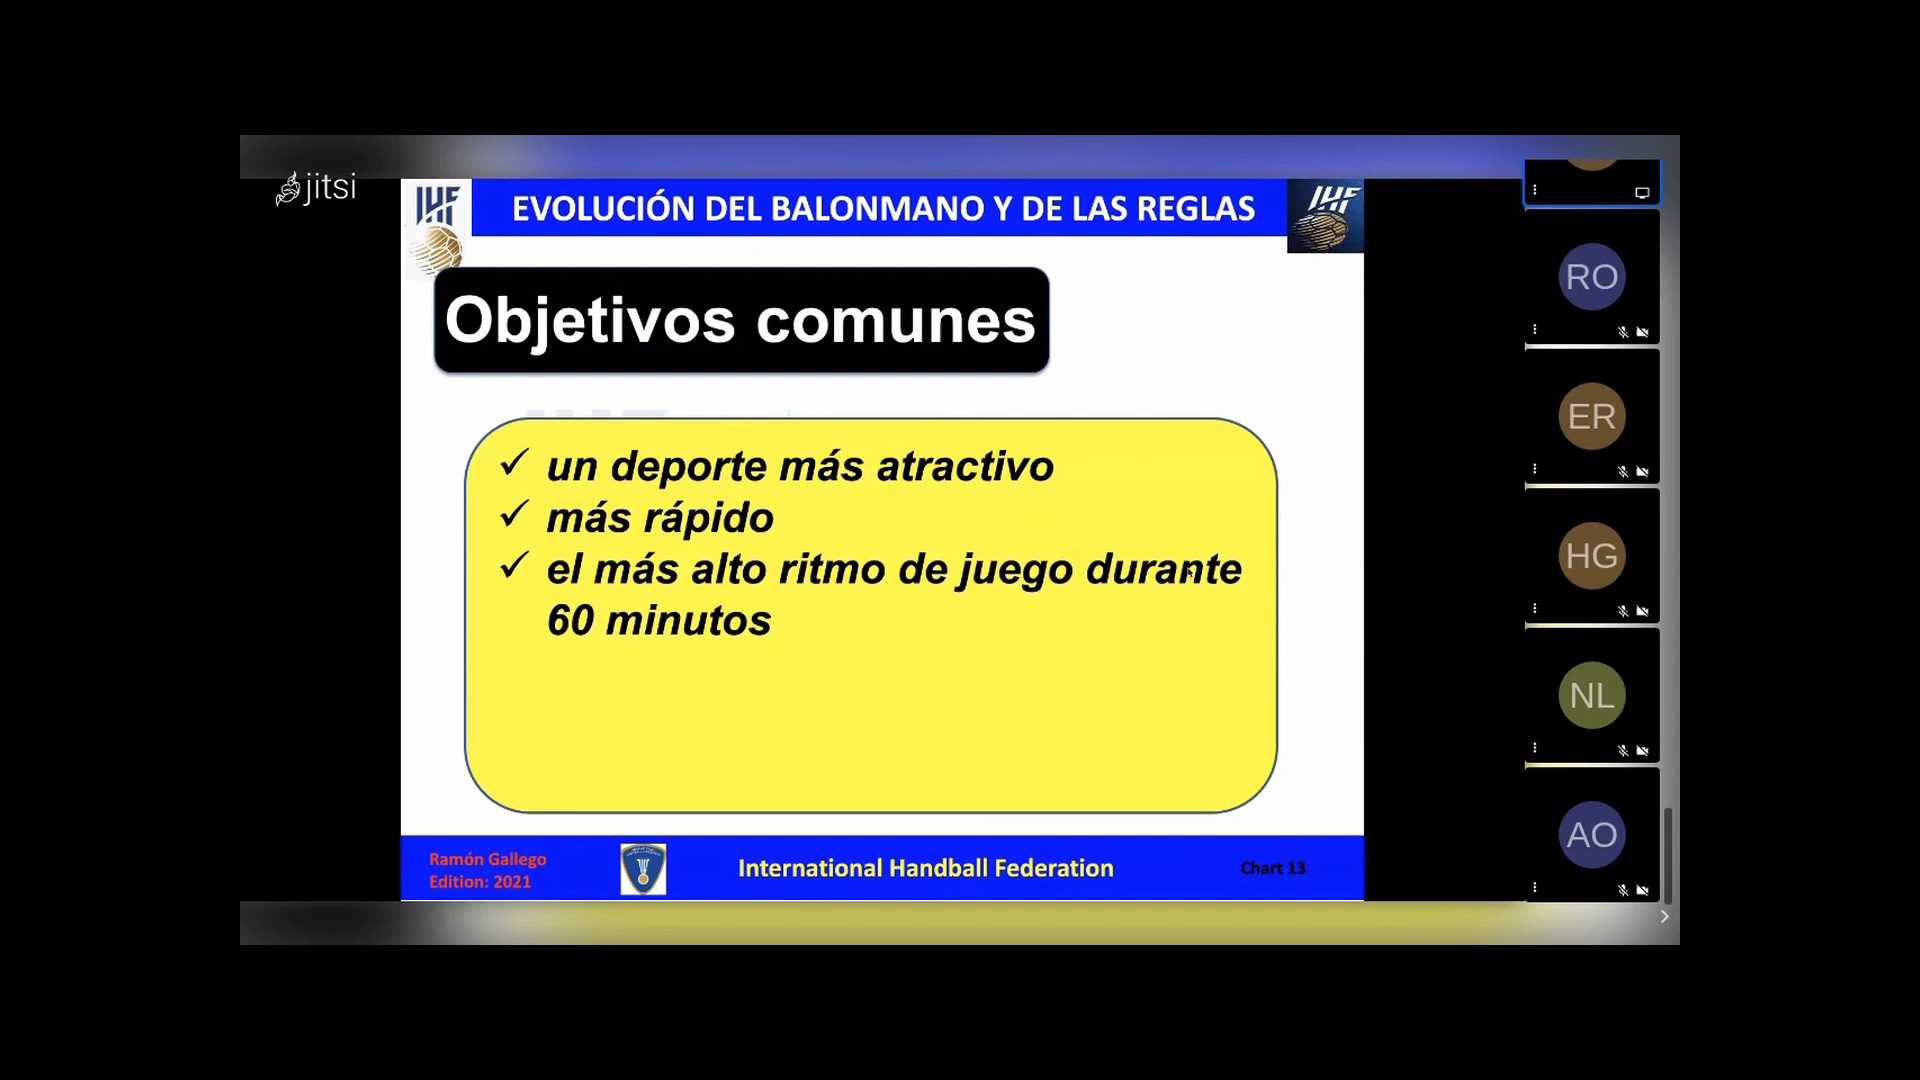 jitsi
IHF
EVOLUCIÓN DEL BALONMANO Y DE LAS REGLAS
IHF
Objetivos comunes
✓ un deporte más atractivo
✓ más rápido
✓ el más alto ritmo de juego durante
60 minutos
Ramón Gallego
Edition: 2021
International Handball Federation
Chart 13
RO
ER
HG
NL
AO